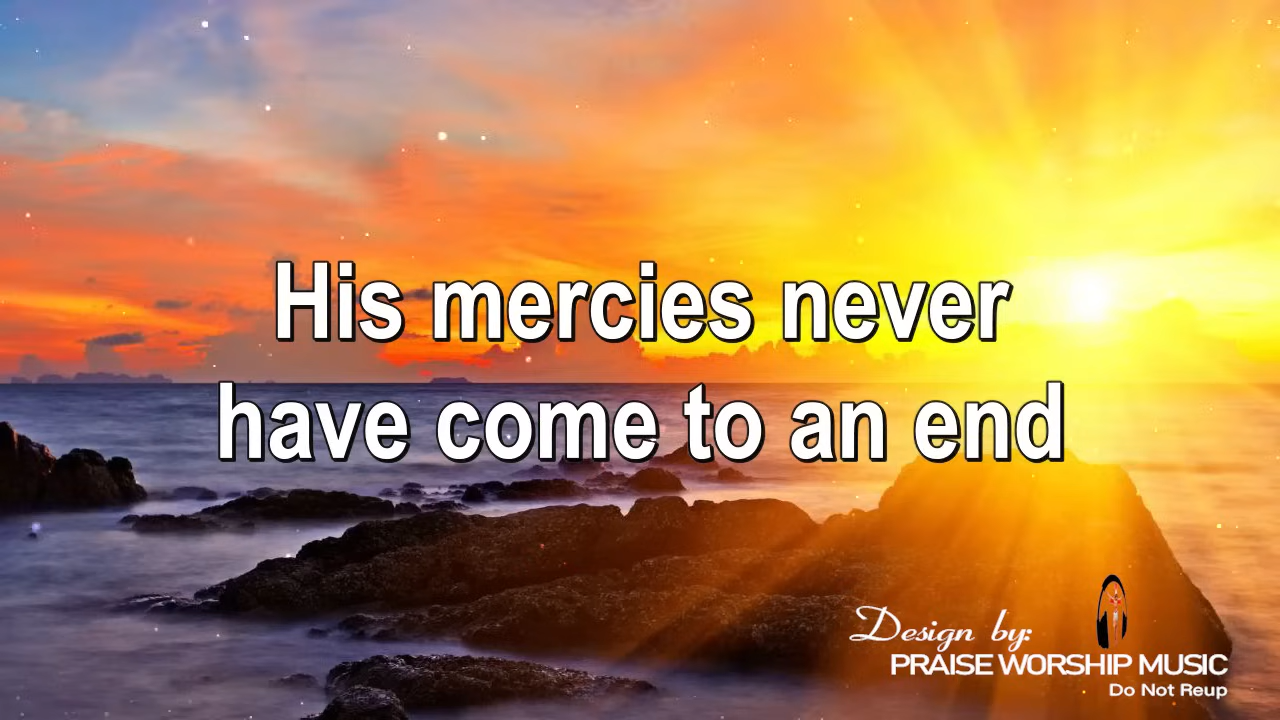 His mercies never
have come to an end
Design by:
PRAISE WORSHIP MUSIC
Do Not Reup